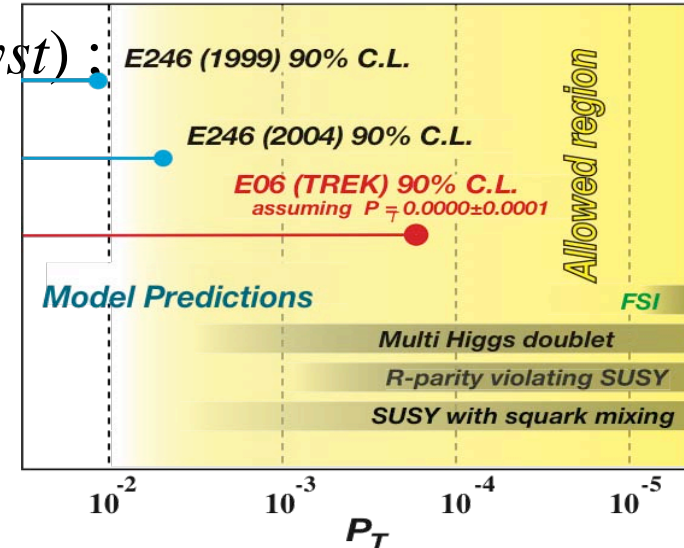 yst) :
E246 (1999) 90% C.L.
E246 (2004) 90% C.L.
E06 (TREK) 90% C.L.
assuming P_T = 0.0000±0.0001
Allowed region
Model Predictions
FSI
Multi Higgs doublet
R-parity violating SUSY
SUSY with squark mixing
10^-2 10^-3 10^-4 10^-5
P_T